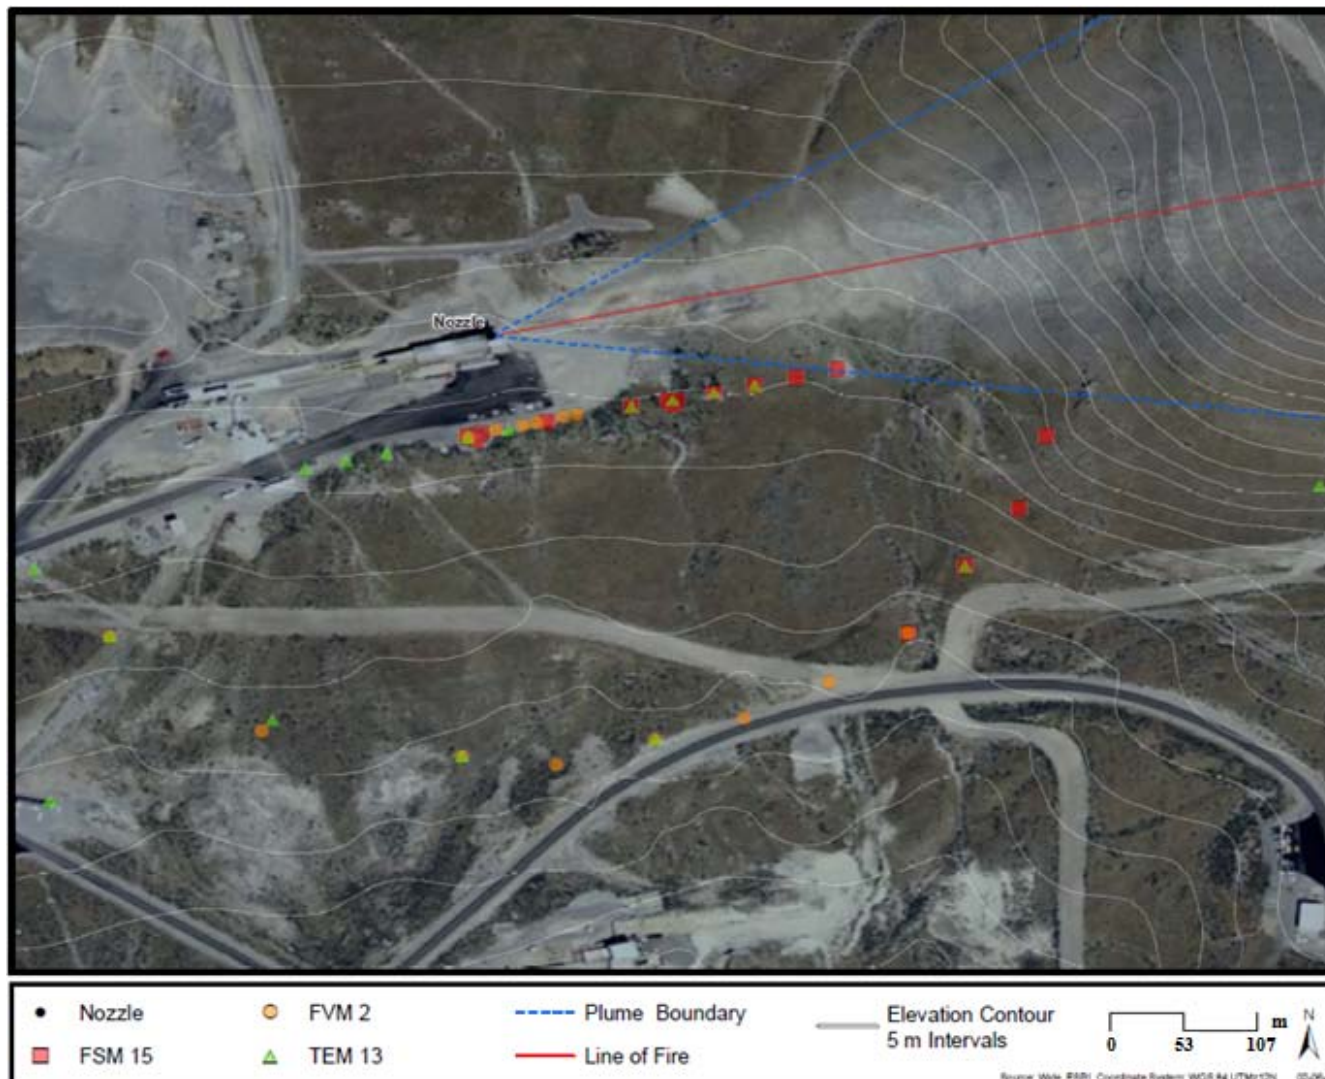 Nozzle
Nozzle
FVM 2
Plume Boundary
Elevation Contour
5 m Intervals
m
N
FSM 15
TEM 13
Line of Fire
0 53 107